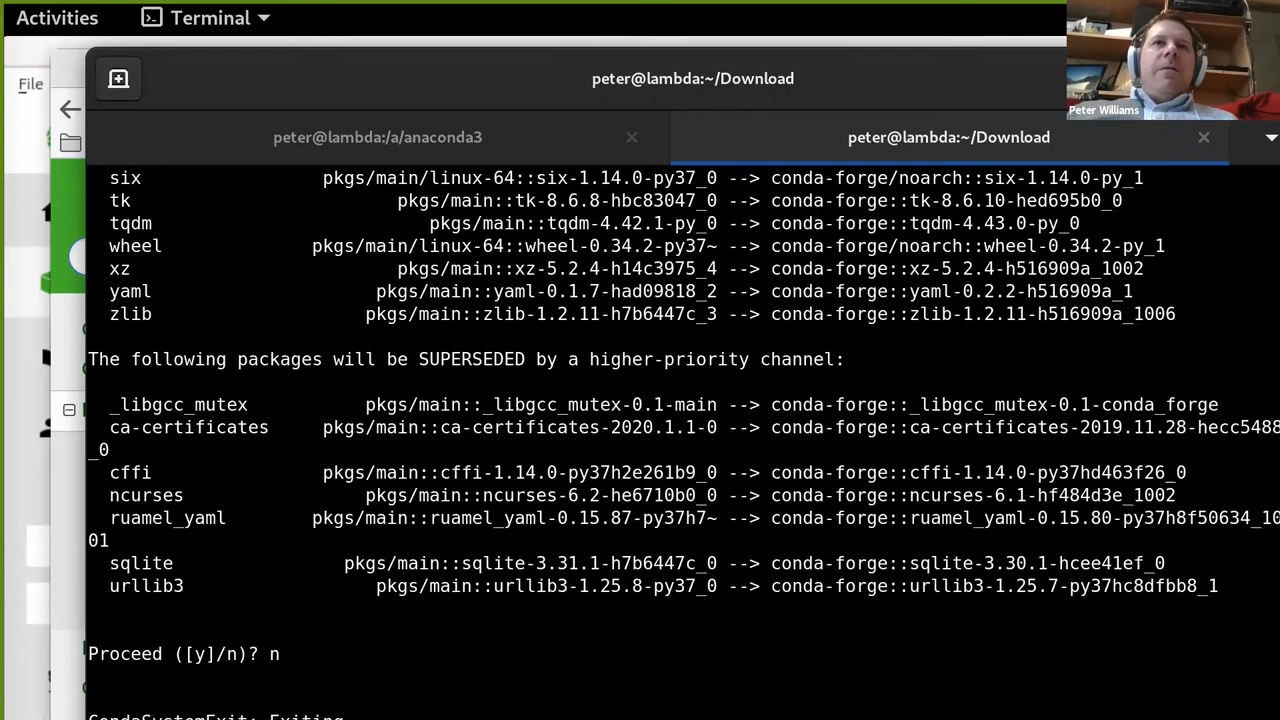 Activities
Terminal
Peter Williams
File
peter@lambda:~/Download
peter@lambda:/a/anaconda3
peter@lambda:~/Download
six pkgs/main/linux-64::six-1.14.0-py37_0 --> conda-forge/noarch::six-1.14.0-py_1
tk pkgs/main::tk-8.6.8-hbc83047_0 --> conda-forge::tk-8.6.10-hed695b0_0
tqdm pkgs/main::tqdm-4.42.1-py_0 --> conda-forge::tqdm-4.43.0-py_0
wheel pkgs/main/linux-64::wheel-0.34.2-py37~ --> conda-forge/noarch::wheel-0.34.2-py_1
xz pkgs/main::xz-5.2.4-h14c3975_4 --> conda-forge::xz-5.2.4-h516909a_1002
yaml pkgs/main::yaml-0.1.7-had09818_2 --> conda-forge::yaml-0.2.2-h516909a_1
zlib pkgs/main::zlib-1.2.11-h7b6447c_3 --> conda-forge::zlib-1.2.11-h516909a_1006
The following packages will be SUPERSEDED by a higher-priority channel:
_libgcc_mutex pkgs/main::_libgcc_mutex-0.1-main --> conda-forge::_libgcc_mutex-0.1-conda_forge
ca-certificates pkgs/main::ca-certificates-2020.1.1-0 --> conda-forge::ca-certificates-2019.11.28-hecc5488
_0
cffi pkgs/main::cffi-1.14.0-py37h2e261b9_0 --> conda-forge::cffi-1.14.0-py37hd463f26_0
ncurses pkgs/main::ncurses-6.2-he6710b0_0 --> conda-forge::ncurses-6.1-hf484d3e_1002
ruamel_yaml pkgs/main::ruamel_yaml-0.15.87-py37h7~ --> conda-forge::ruamel_yaml-0.15.80-py37h8f50634_10
01
sqlite pkgs/main::sqlite-3.31.1-h7b6447c_0 --> conda-forge::sqlite-3.30.1-hcee41ef_0
urllib3 pkgs/main::urllib3-1.25.8-py37_0 --> conda-forge::urllib3-1.25.7-py37hc8dfbb8_1
Proceed ([y]/n)? n
CondaSystemExit: Exiting.